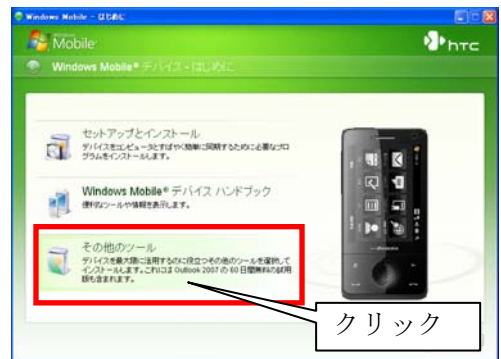 Windows Mobile - はじめに
Windows Mobile
htc
Windows Mobile® デバイス - はじめに
セットアップとインストール
デバイスをコンピュータとすばやく簡単に同期するために必要なプロ
グラムをインストールします。
Windows Mobile® デバイス ハンドブック
便利なツールや情報を表示します。
その他のツール
デバイスを最大限に活用するのに役立つその他のツールを選択して
インストールします。これには Outlook 2007 の 60 日間無料の試用
版も含まれます。
クリック